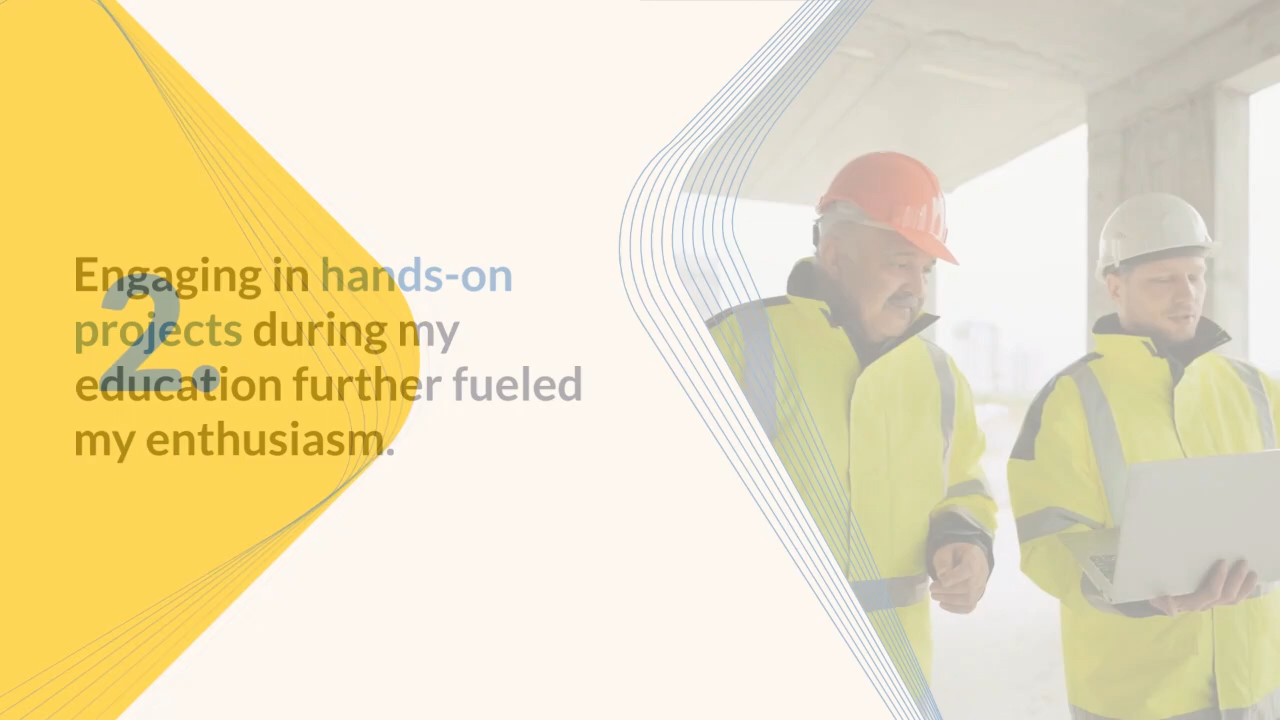 Engaging in hands-on
2.
projects during my
education further fueled
my enthusiasm.